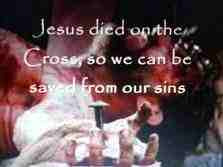 Jesus died on the
Cross, so we can be
saved from our sins